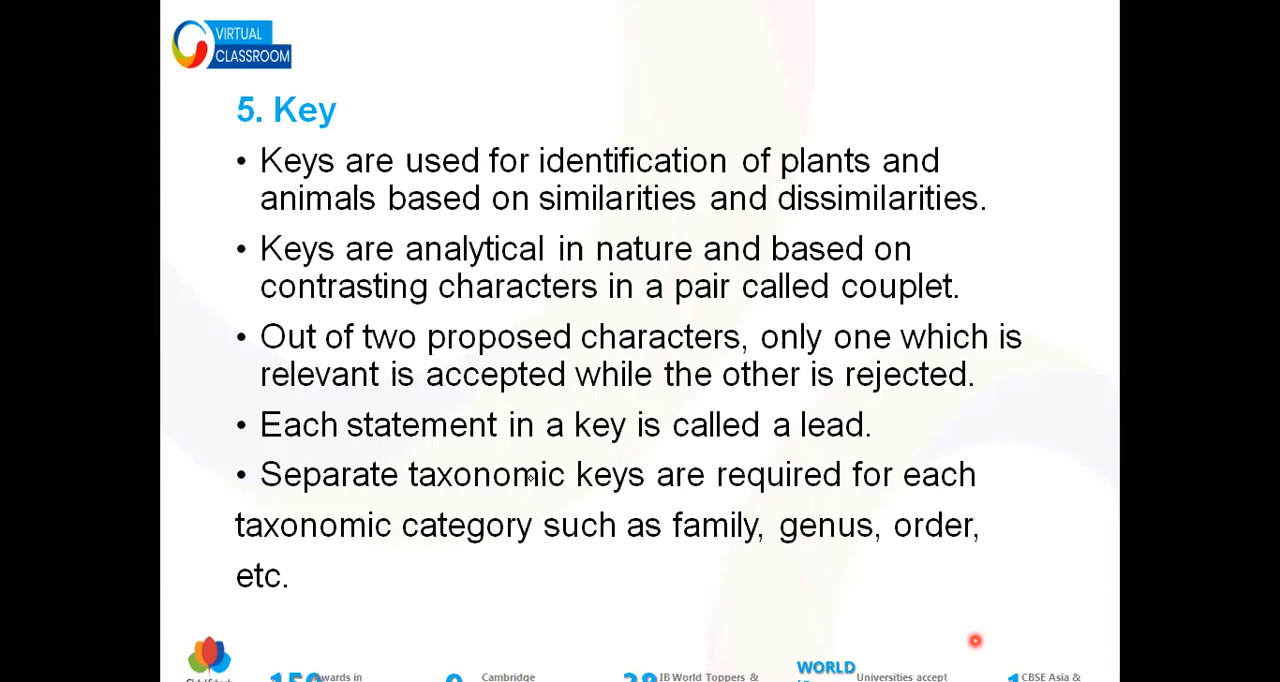 VIRTUAL
CLASSROOM
5. Key
• Keys are used for identification of plants and
animals based on similarities and dissimilarities.
• Keys are analytical in nature and based on
contrasting characters in a pair called couplet.
• Out of two proposed characters, only one which is
relevant is accepted while the other is rejected.
• Each statement in a key is called a lead.
• Separate taxonomic keys are required for each
taxonomic category such as family, genus, order,
etc.
Awards in
Cambridge
IB World Toppers &
WORLD
Universities accept
CBSE Asia &